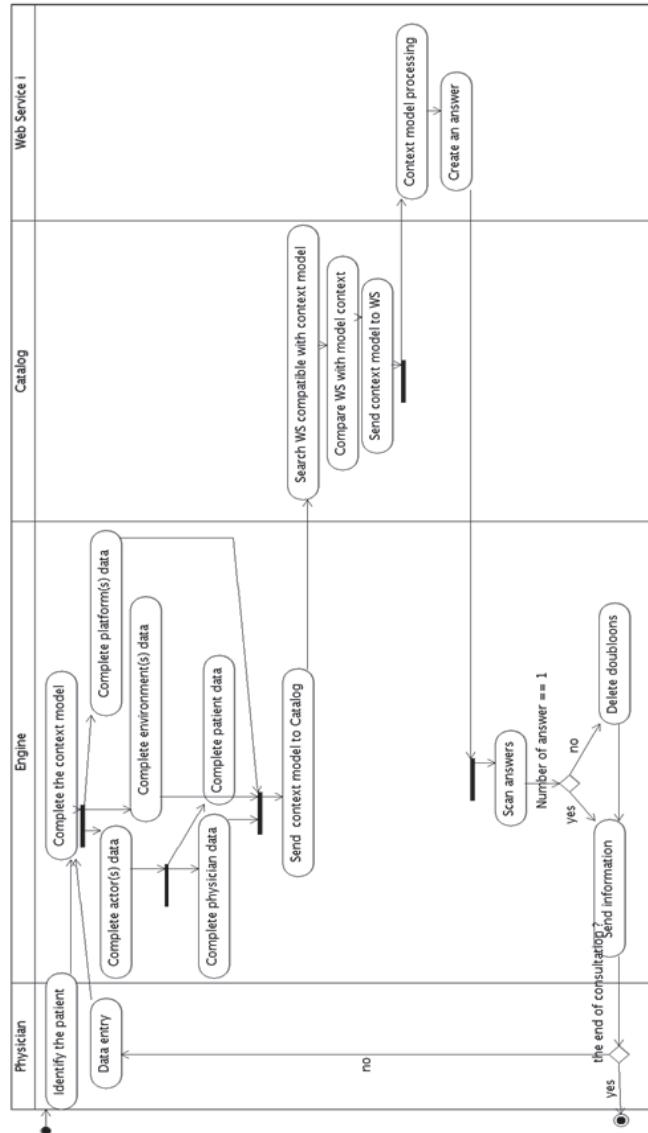 Physician
Engine
Catalog
Web Service i
Identify the patient
Data entry
Complete the context model
Complete platform(s) data
Complete actor(s) data
Complete environment(s) data
Complete patient data
Complete physician data
Send context model to Catalog
Search WS compatible with context model
Compare WS with model context
Send context model to WS
Context model processing
Create an answer
Scan answers
Number of answer == 1
yes
no
Delete doubloons
Send information
the end of consultation ?
no
yes